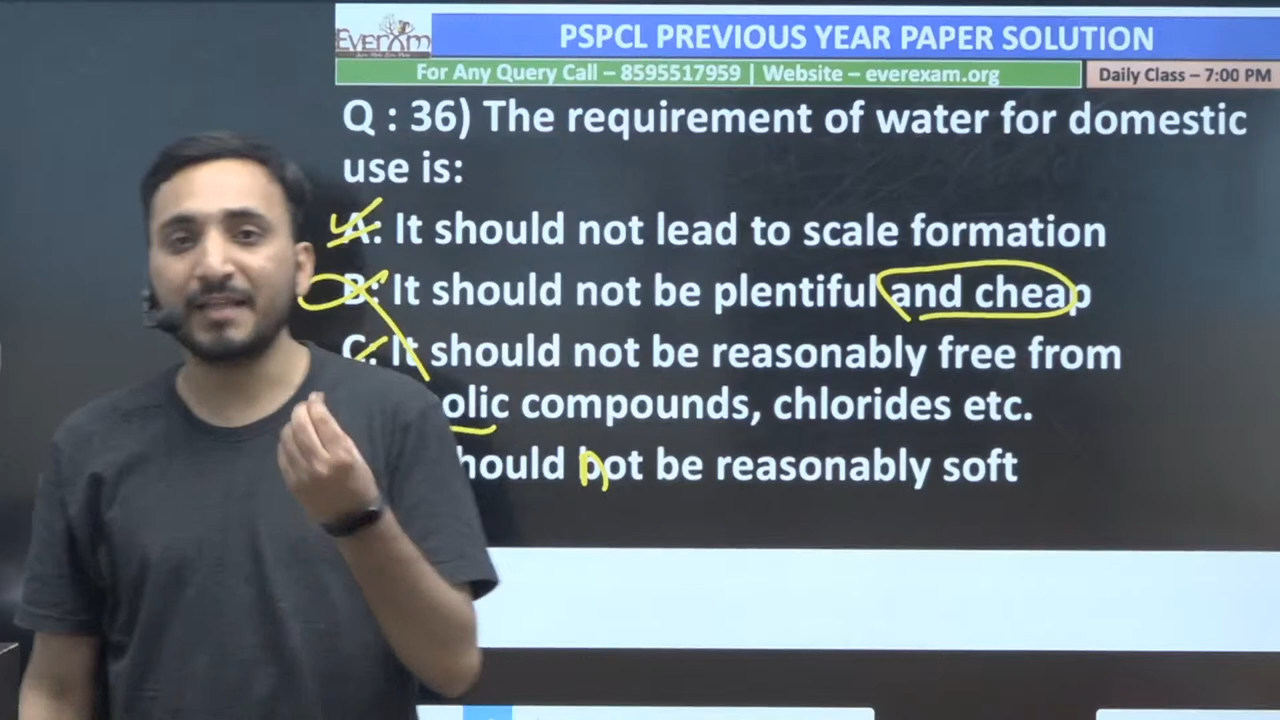 EVEREXAM
PSPCL PREVIOUS YEAR PAPER SOLUTION
For Any Query Call – 8595517959 | Website – everexam.org
Daily Class – 7:00 PM
Q : 36) The requirement of water for domestic
use is:
A: It should not lead to scale formation
B: It should not be plentiful and cheap
C: It should not be reasonably free from
olic compounds, chlorides etc.
hould not be reasonably soft